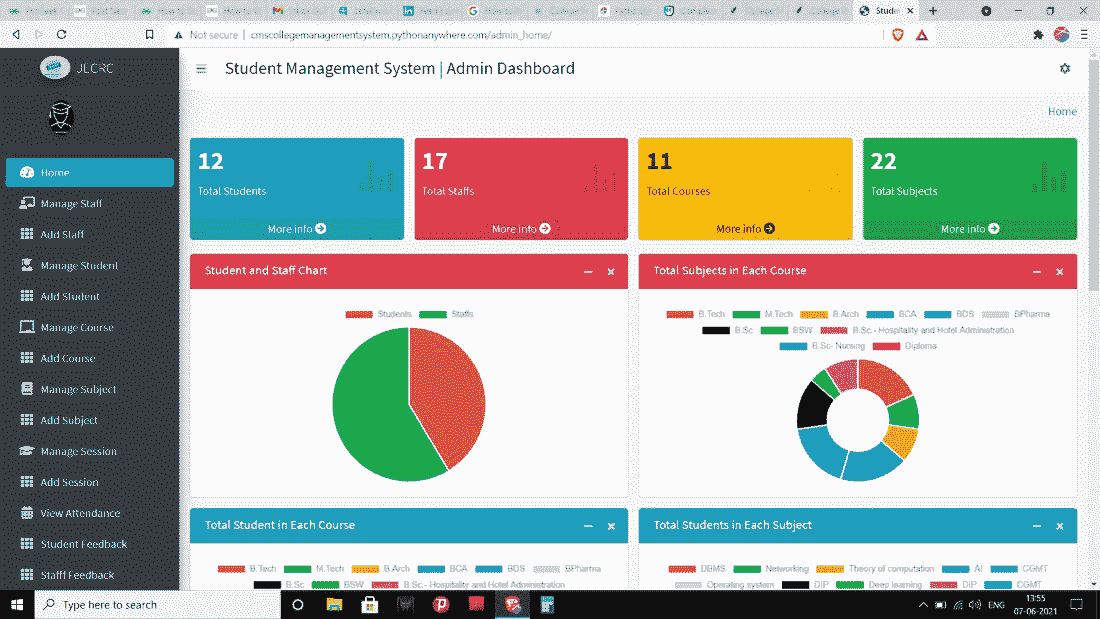 Studen
Not secure
cmscollegemanagementsystem.pythonanywhere.com/admin_home/
JECRC
Student Management System | Admin Dashboard
Home
Home
Manage Staff
Add Staff
Manage Student
Add Student
Manage Course
Add Course
Manage Subject
Add Subject
Manage Session
Add Session
View Attendance
Student Feedback
Stafff Feedback
12
Total Students
More info
17
Total Staffs
More info
11
Total Courses
More info
22
Total Subjects
More info
Student and Staff Chart
Students Staffs
Total Subjects in Each Course
B.Tech M.Tech B.Arch BCA BDS BPharma
B.Sc BSW B.Sc - Hospitality and Hotel Administration
B.Sc- Nursing Diploma
Total Student in Each Course
B.Tech M.Tech B.Arch BCA BDS BPharma
B.Sc BSW B.Sc - Hospitality and Hotel Administration
Total Students in Each Subject
DBMS Networking Theory of computation AI CGMT
Operating system DIP Deep learning DIP CGMT
Type here to search
ENG
13:55
07-06-2021